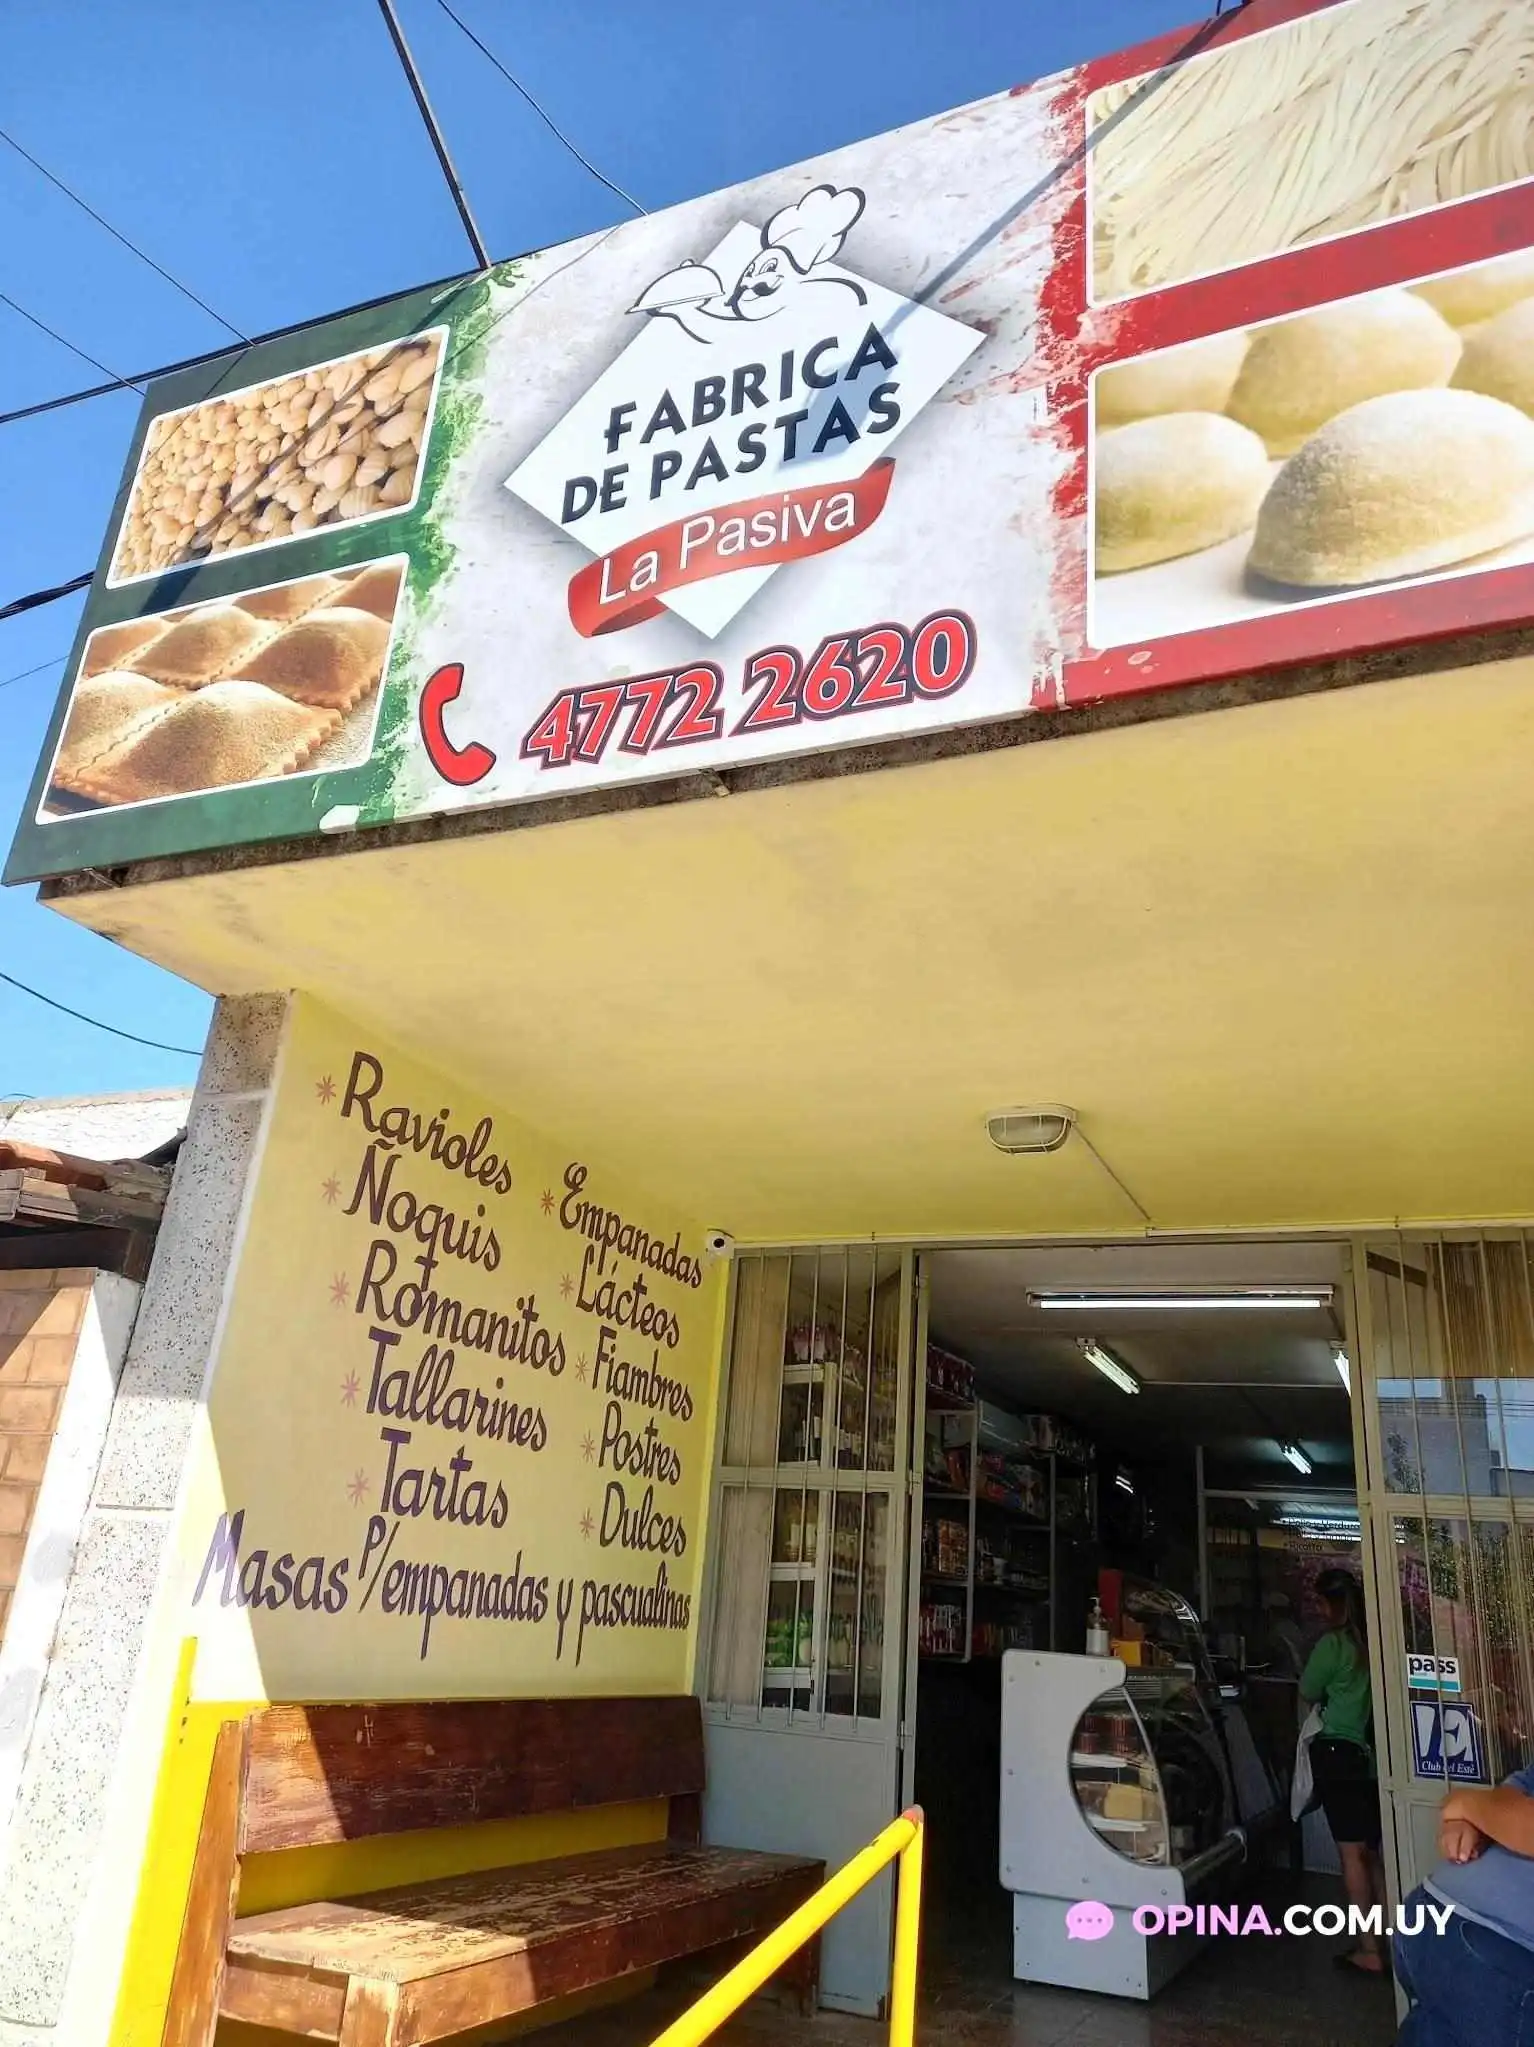 FABRICA
DE PASTAS
La Pasiva
4772 2620
Ravioles
Ñoquis
Romanitos
Tallarines
Tartas
Empanadas
Lácteos
Fiambres
Postres
Dulces
Masas P/empanadas y pascualinas
pass
Club del Este
OPINA.COM.UY